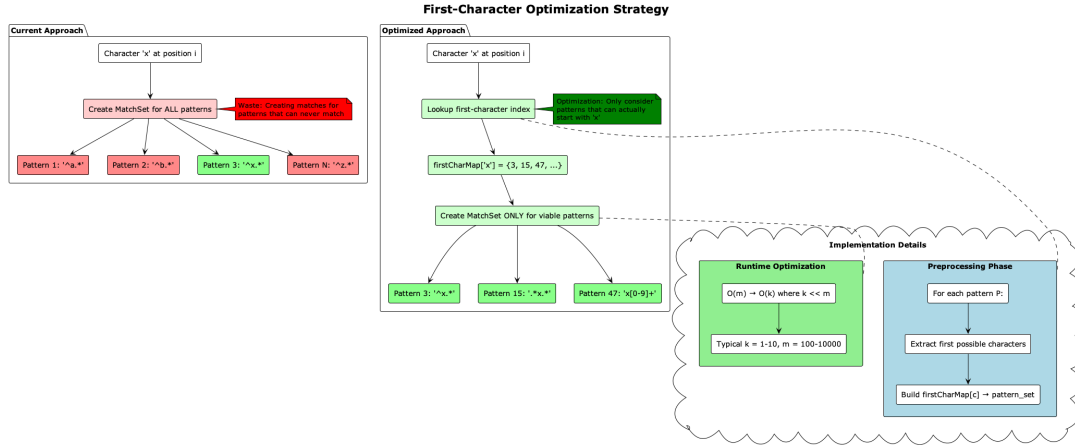 First-Character Optimization Strategy
Current Approach
Character 'x' at position i
Create MatchSet for ALL patterns
Waste: Creating matches for
patterns that can never match
Pattern 1: '^a.*'
Pattern 2: '^b.*'
Pattern 3: '^x.*'
Pattern N: '^z.*'
Optimized Approach
Character 'x' at position i
Lookup first-character index
Optimization: Only consider
patterns that can actually
start with 'x'
firstCharMap['x'] = {3, 15, 47, ...}
Create MatchSet ONLY for viable patterns
Pattern 3: '^x.*'
Pattern 15: '.*x.*'
Pattern 47: 'x[0-9]+'
Implementation Details
Runtime Optimization
O(m) → O(k) where k << m
Typical k = 1-10, m = 100-10000
Preprocessing Phase
For each pattern P:
Extract first possible characters
Build firstCharMap[c] → pattern_set